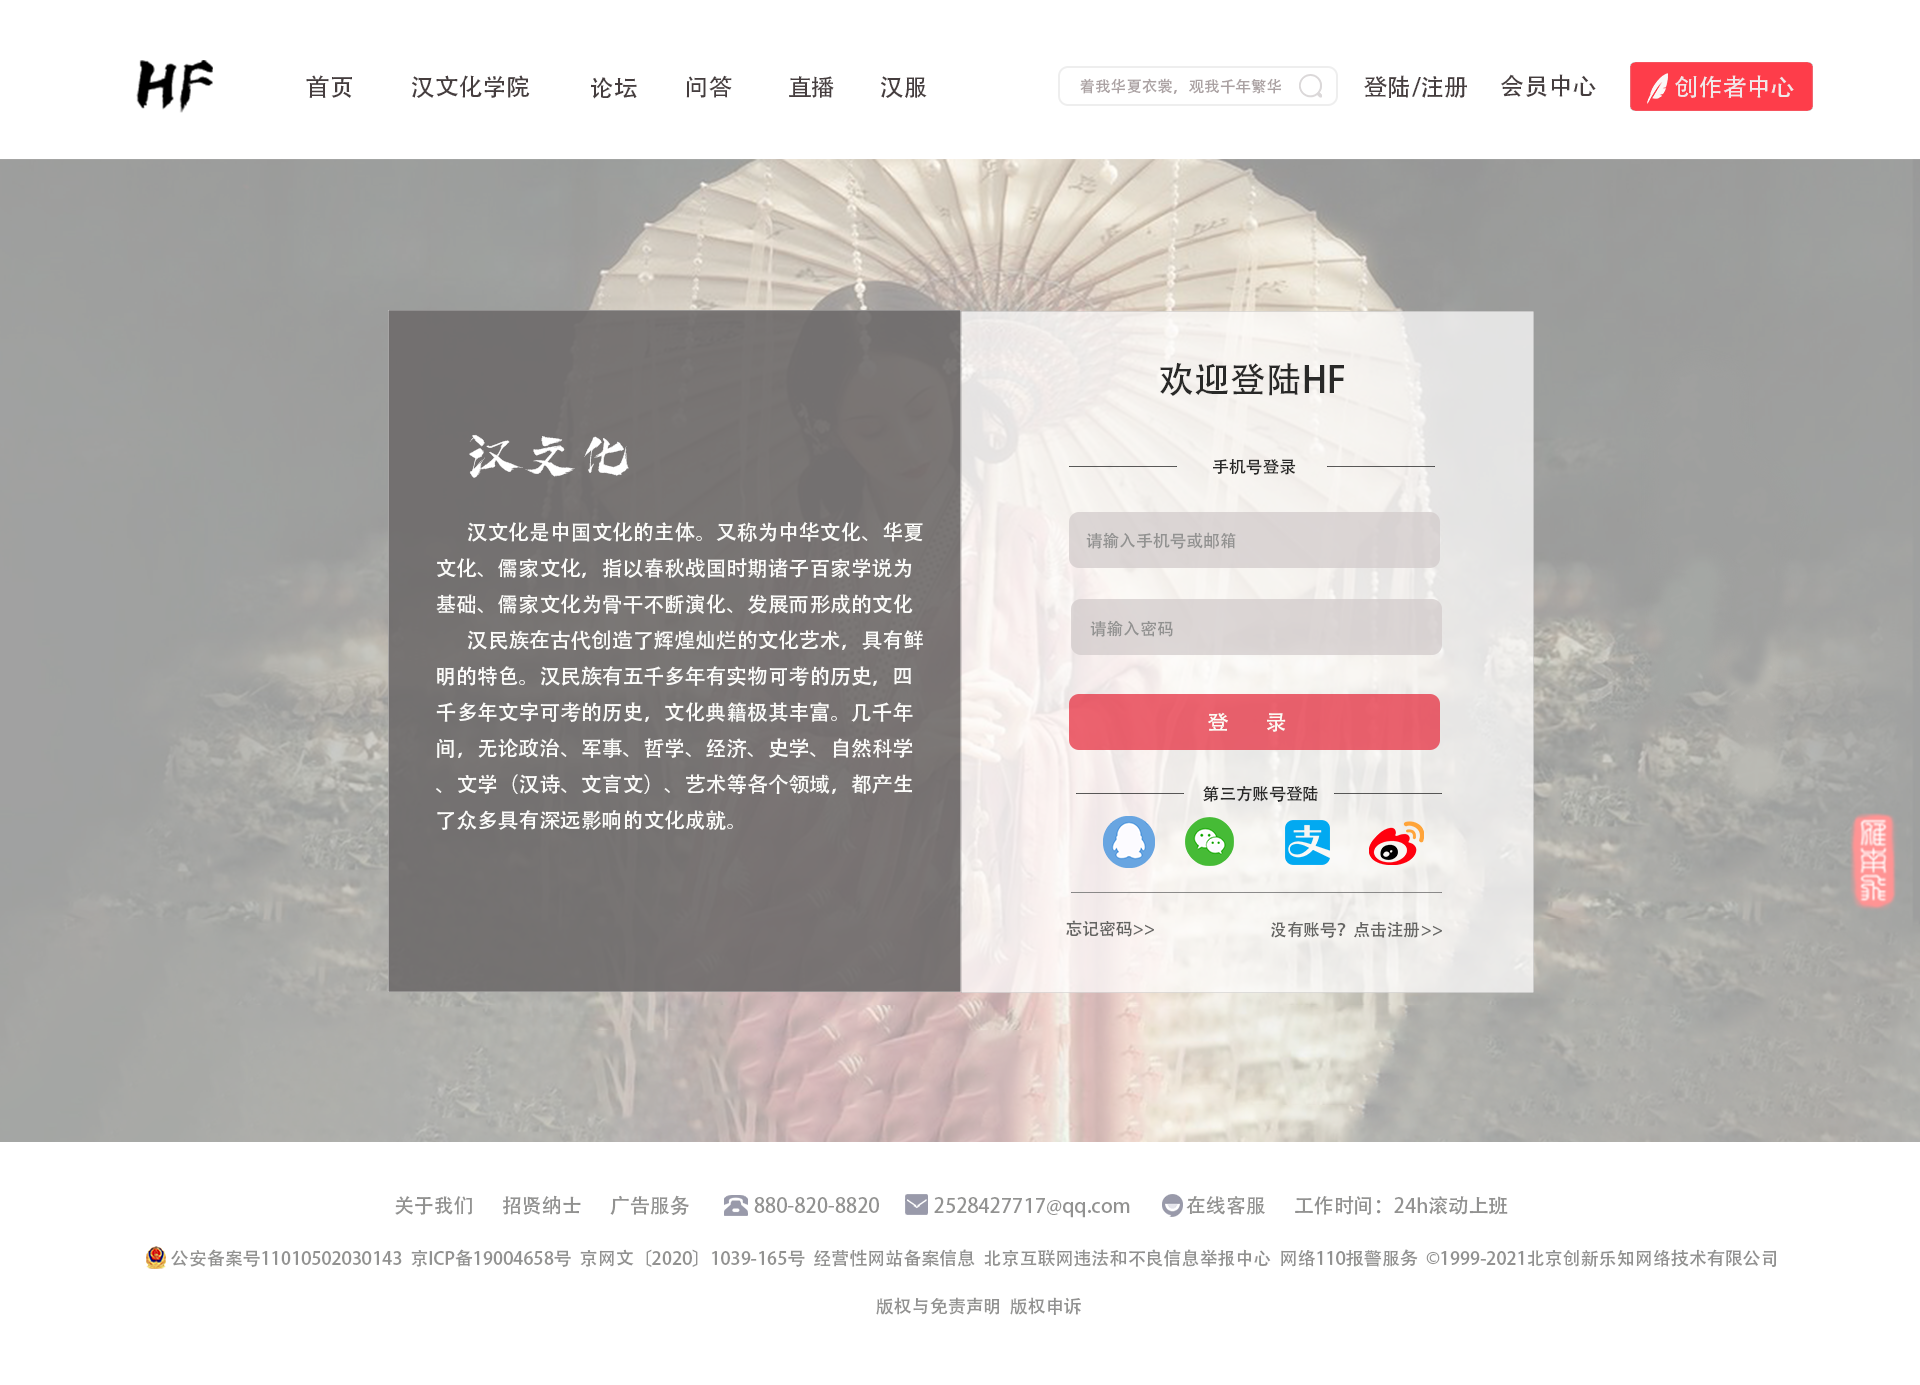 HF
首页 汉文化学院 论坛 问答 直播 汉服
着我华夏衣裳，观我千年繁华
登陆/注册 会员中心 创作者中心
汉文化
汉文化是中国文化的主体。又称为中华文化、华夏
文化、儒家文化，指以春秋战国时期诸子百家学说为
基础、儒家文化为骨干不断演化、发展而形成的文化
汉民族在古代创造了辉煌灿烂的文化艺术，具有鲜
明的特色。汉民族有五千多年有实物可考的历史，四
千多年文字可考的历史，文化典籍极其丰富。几千年
间，无论政治、军事、哲学、经济、史学、自然科学
、文学（汉诗、文言文）、艺术等各个领域，都产生
了众多具有深远影响的文化成就。
欢迎登陆HF
手机号登录
请输入手机号或邮箱
请输入密码
登 录
第三方账号登陆
支
忘记密码>> 没有账号？点击注册>>
关于我们 招贤纳士 广告服务 880-820-8820 2528427717@qq.com 在线客服 工作时间：24h滚动上班
公安备案号11010502030143 京ICP备19004658号 京网文〔2020〕1039-165号 经营性网站备案信息 北京互联网违法和不良信息举报中心 网络110报警服务 ©1999-2021北京创新乐知网络技术有限公司
版权与免责声明 版权申诉